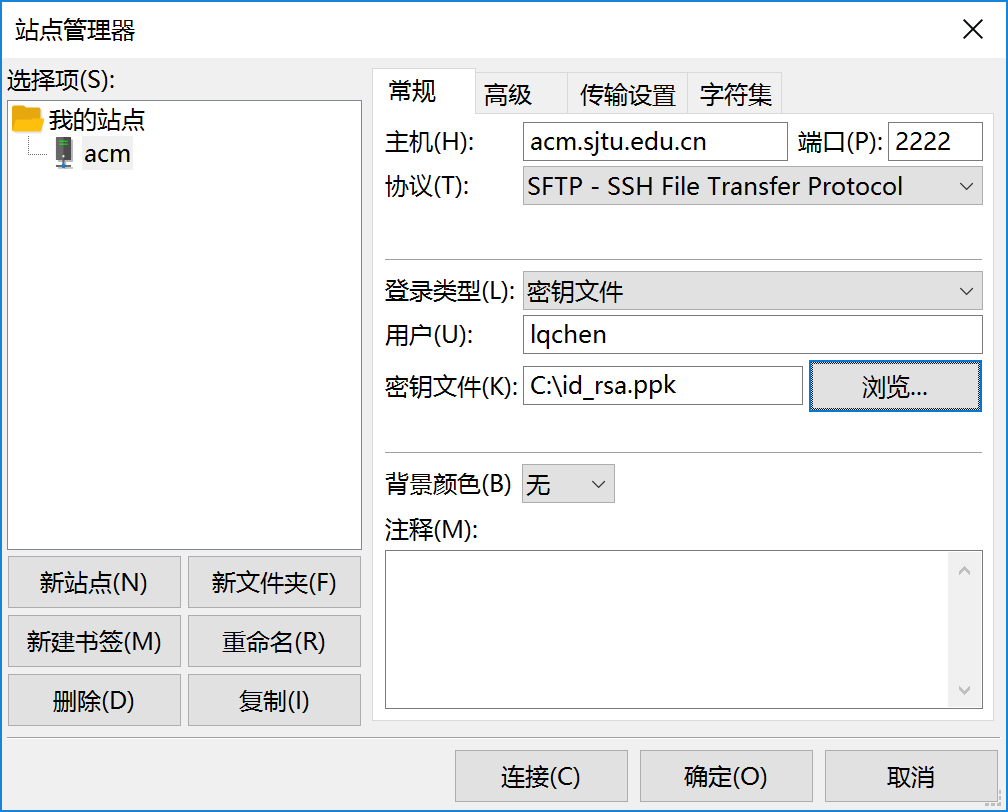 站点管理器
选择项(S):
我的站点
acm
新站点(N) 新文件夹(F)
新建书签(M) 重命名(R)
删除(D) 复制(I)
常规 高级 传输设置 字符集
主机(H): acm.sjtu.edu.cn 端口(P): 2222
协议(T): SFTP - SSH File Transfer Protocol
登录类型(L): 密钥文件
用户(U): lqchen
密钥文件(K): C:\id_rsa.ppk 浏览...
背景颜色(B) 无
注释(M):
连接(C) 确定(O) 取消